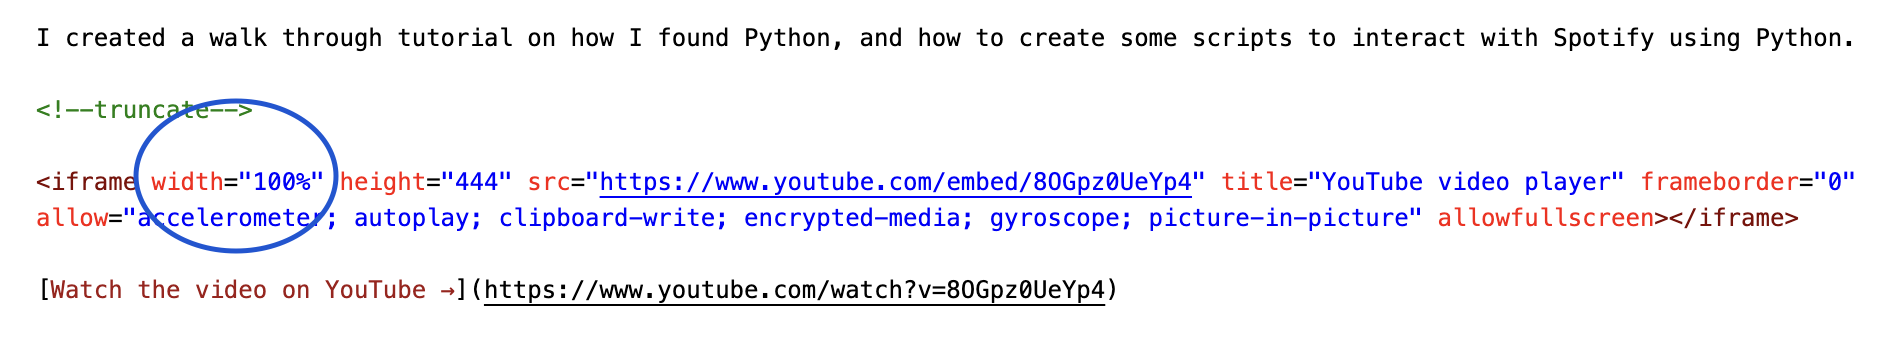 I created a walk through tutorial on how I found Python, and how to create some scripts to interact with Spotify using Python.
<!--truncate-->
<iframe width="100%" height="444" src="https://www.youtube.com/embed/8OGpz0UeYp4" title="YouTube video player" frameborder="0"
allow="accelerometer; autoplay; clipboard-write; encrypted-media; gyroscope; picture-in-picture" allowfullscreen></iframe>
[Watch the video on YouTube →](https://www.youtube.com/watch?v=8OGpz0UeYp4)